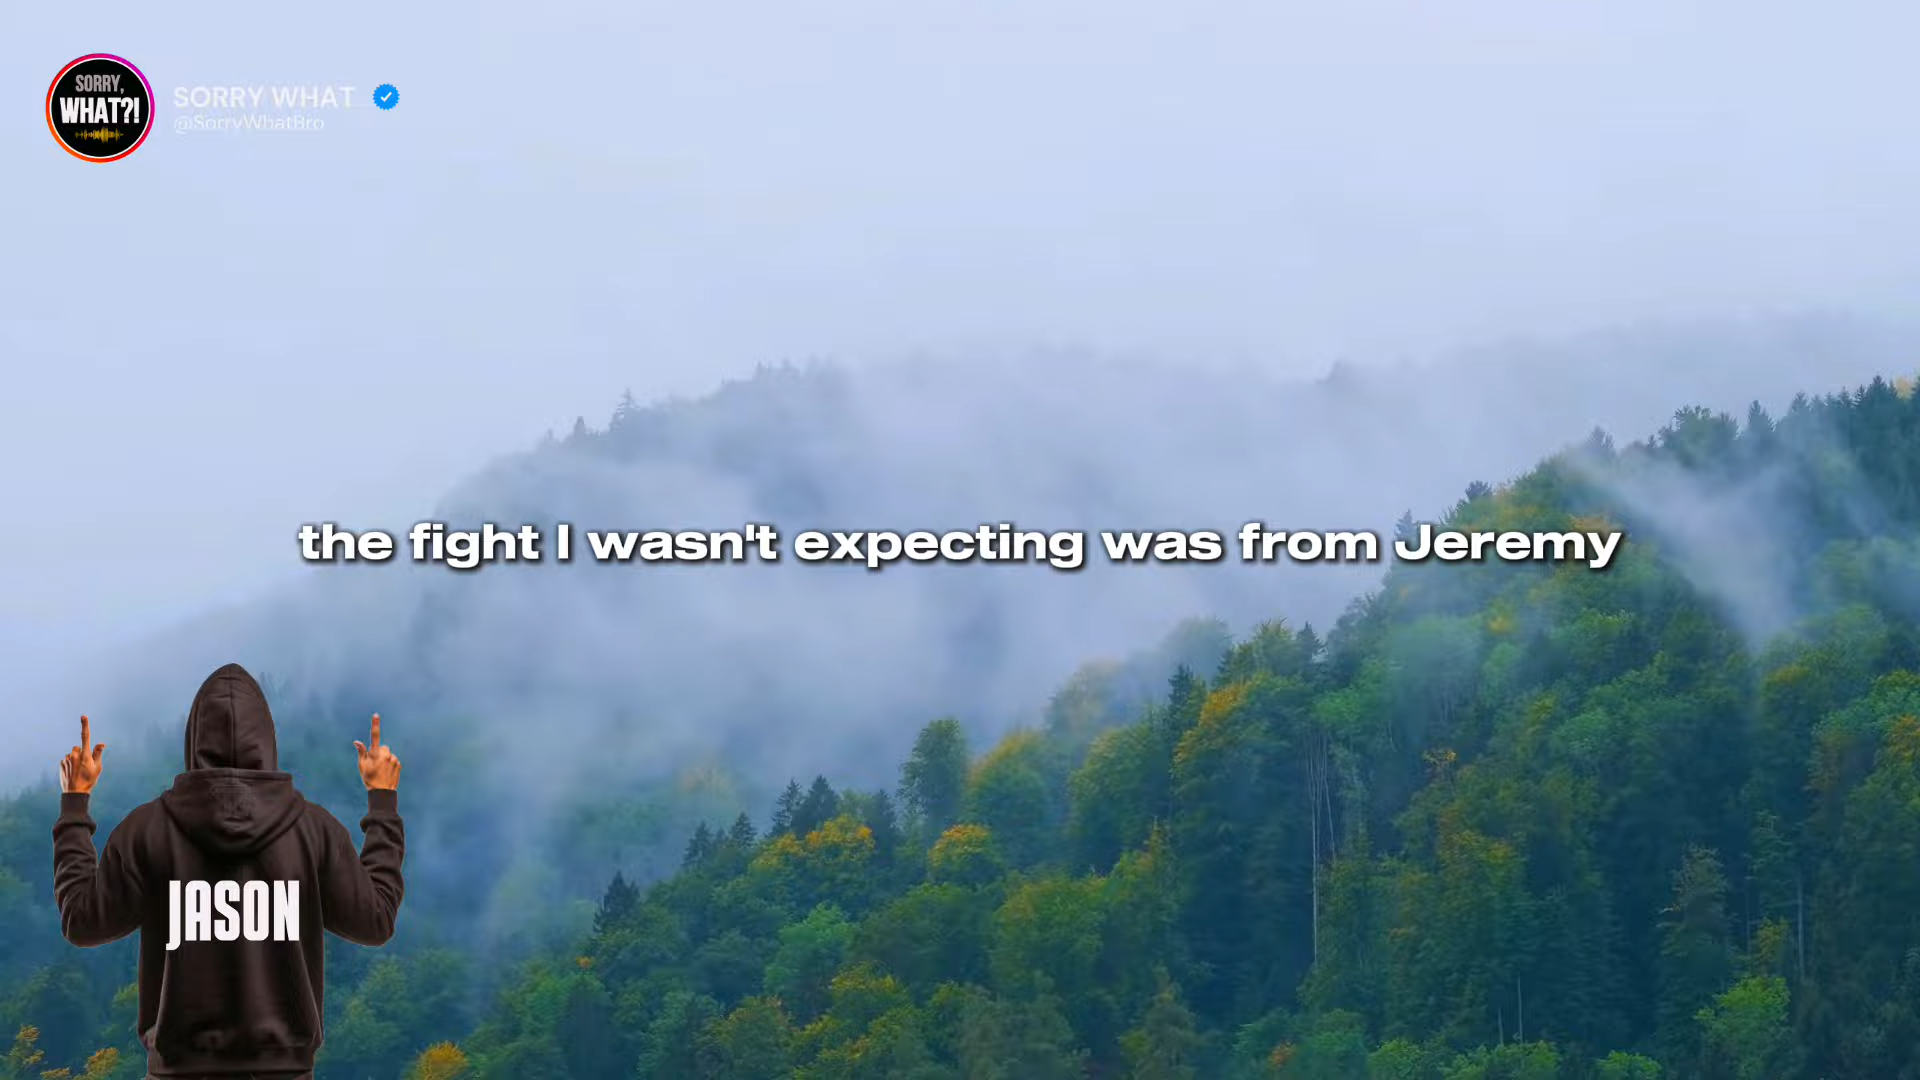 SORRY,
WHAT?!
SORRY WHAT
@SorryWhatBro
the fight I wasn't expecting was from Jeremy
JASON